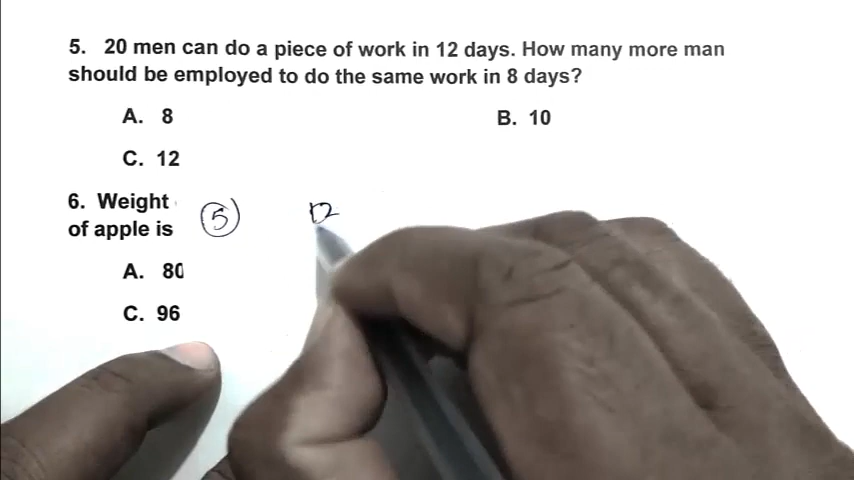 5. 20 men can do a piece of work in 12 days. How many more man
should be employed to do the same work in 8 days?
A. 8
B. 10
C. 12
6. Weight
of apple is
5
12
A. 80
C. 96